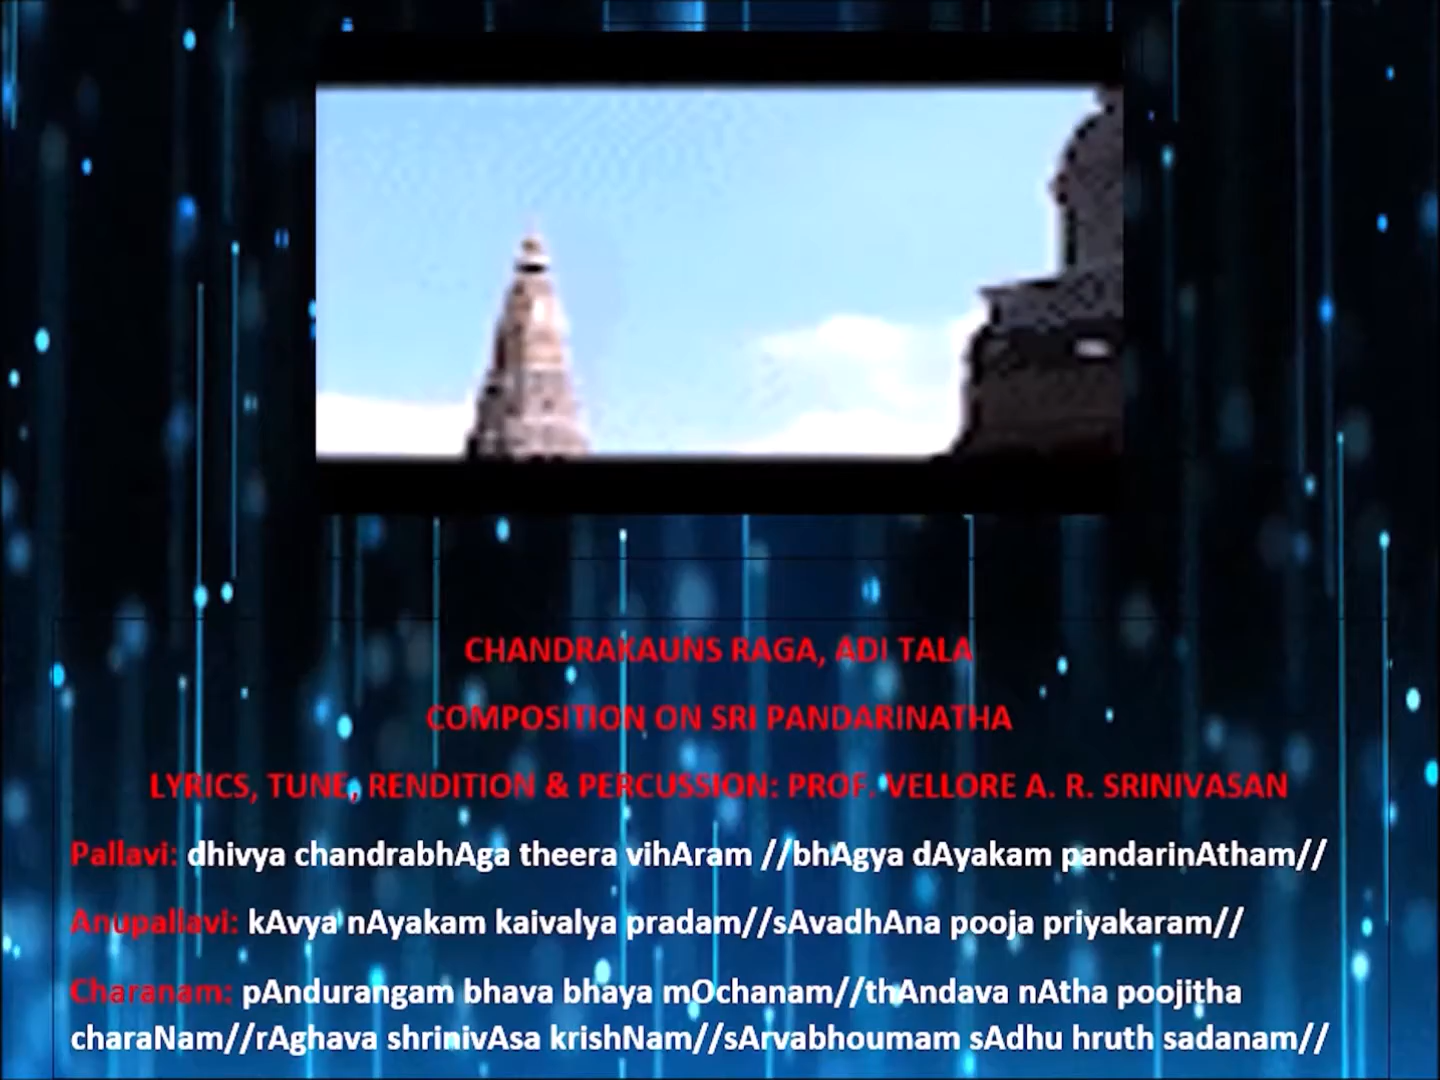 CHANDRAKAUNS RAGA, ADI TALA
COMPOSITION ON SRI PANDARINATHA
LYRICS, TUNE, RENDITION & PERCUSSION: PROF. VELLORE A. R. SRINIVASAN
Pallavi: dhivya chandrabhAga theera vihAram //bhAgya dAyakam pandarinAtham//
Anupallavi: kAvya nAyakam kaivalya pradam//sAvadhAna pooja priyakaram//
Charanam: pAndurangam bhava bhaya mOchanam//thAndava nAtha poojitha
charaNam//rAghava shrinivAsa krishNam//sArvabhoumam sAdhu hruth sadanam//